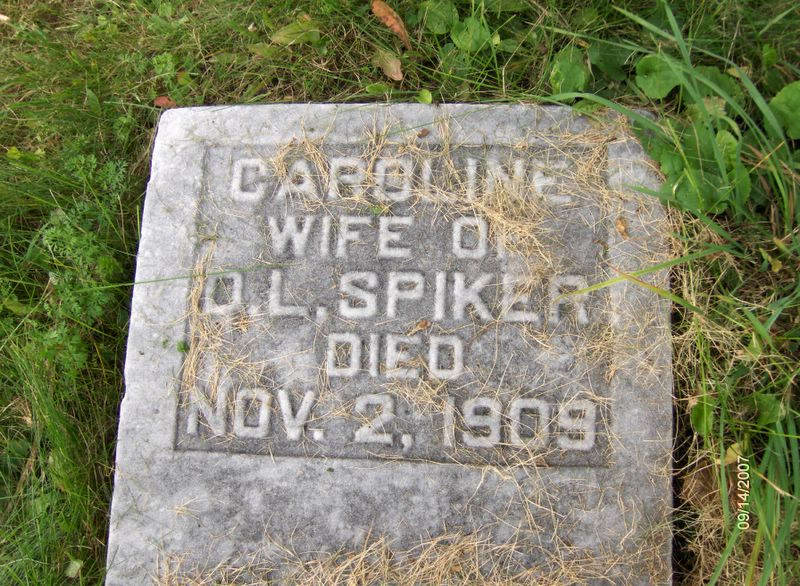 CAROLINE
WIFE OF
D. L. SPIKER
DIED
NOV. 2, 1909
09/14/2007